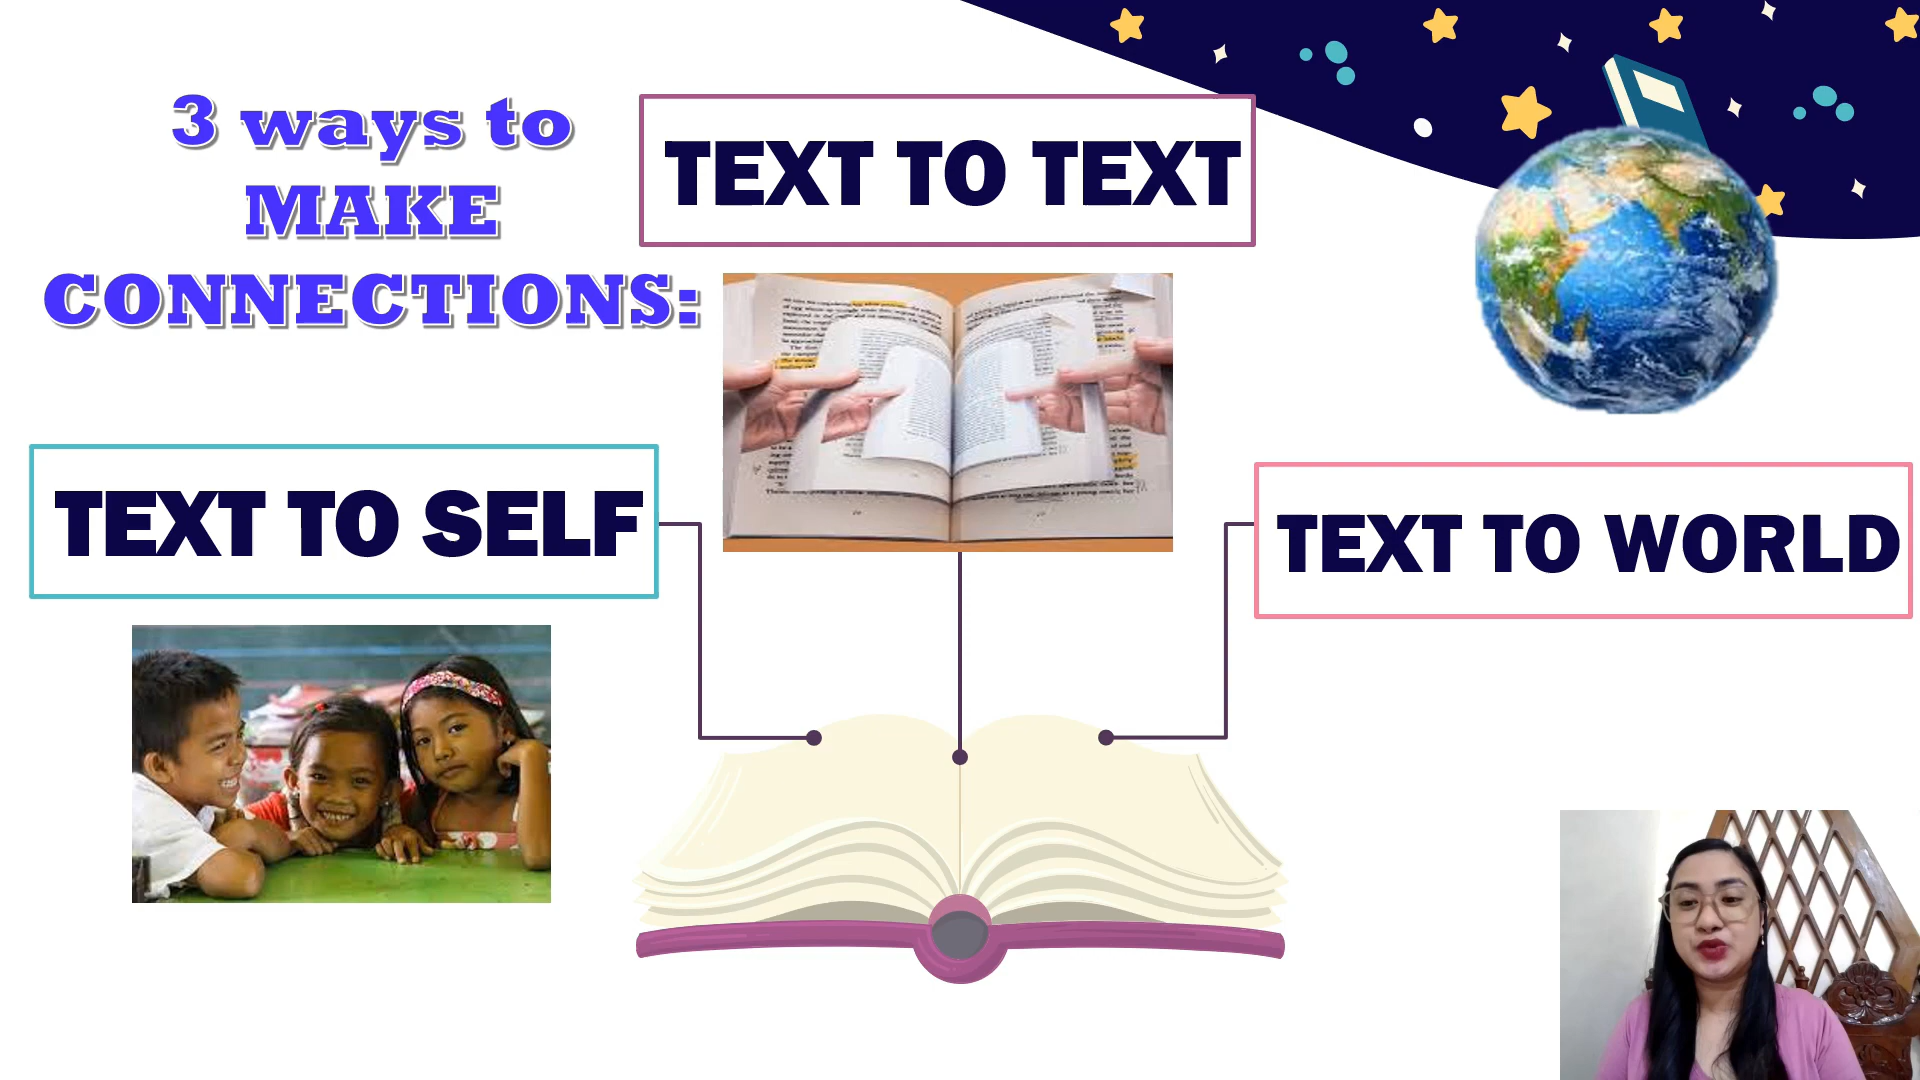 3 ways to
MAKE
CONNECTIONS:
TEXT TO TEXT
TEXT TO SELF
TEXT TO WORLD